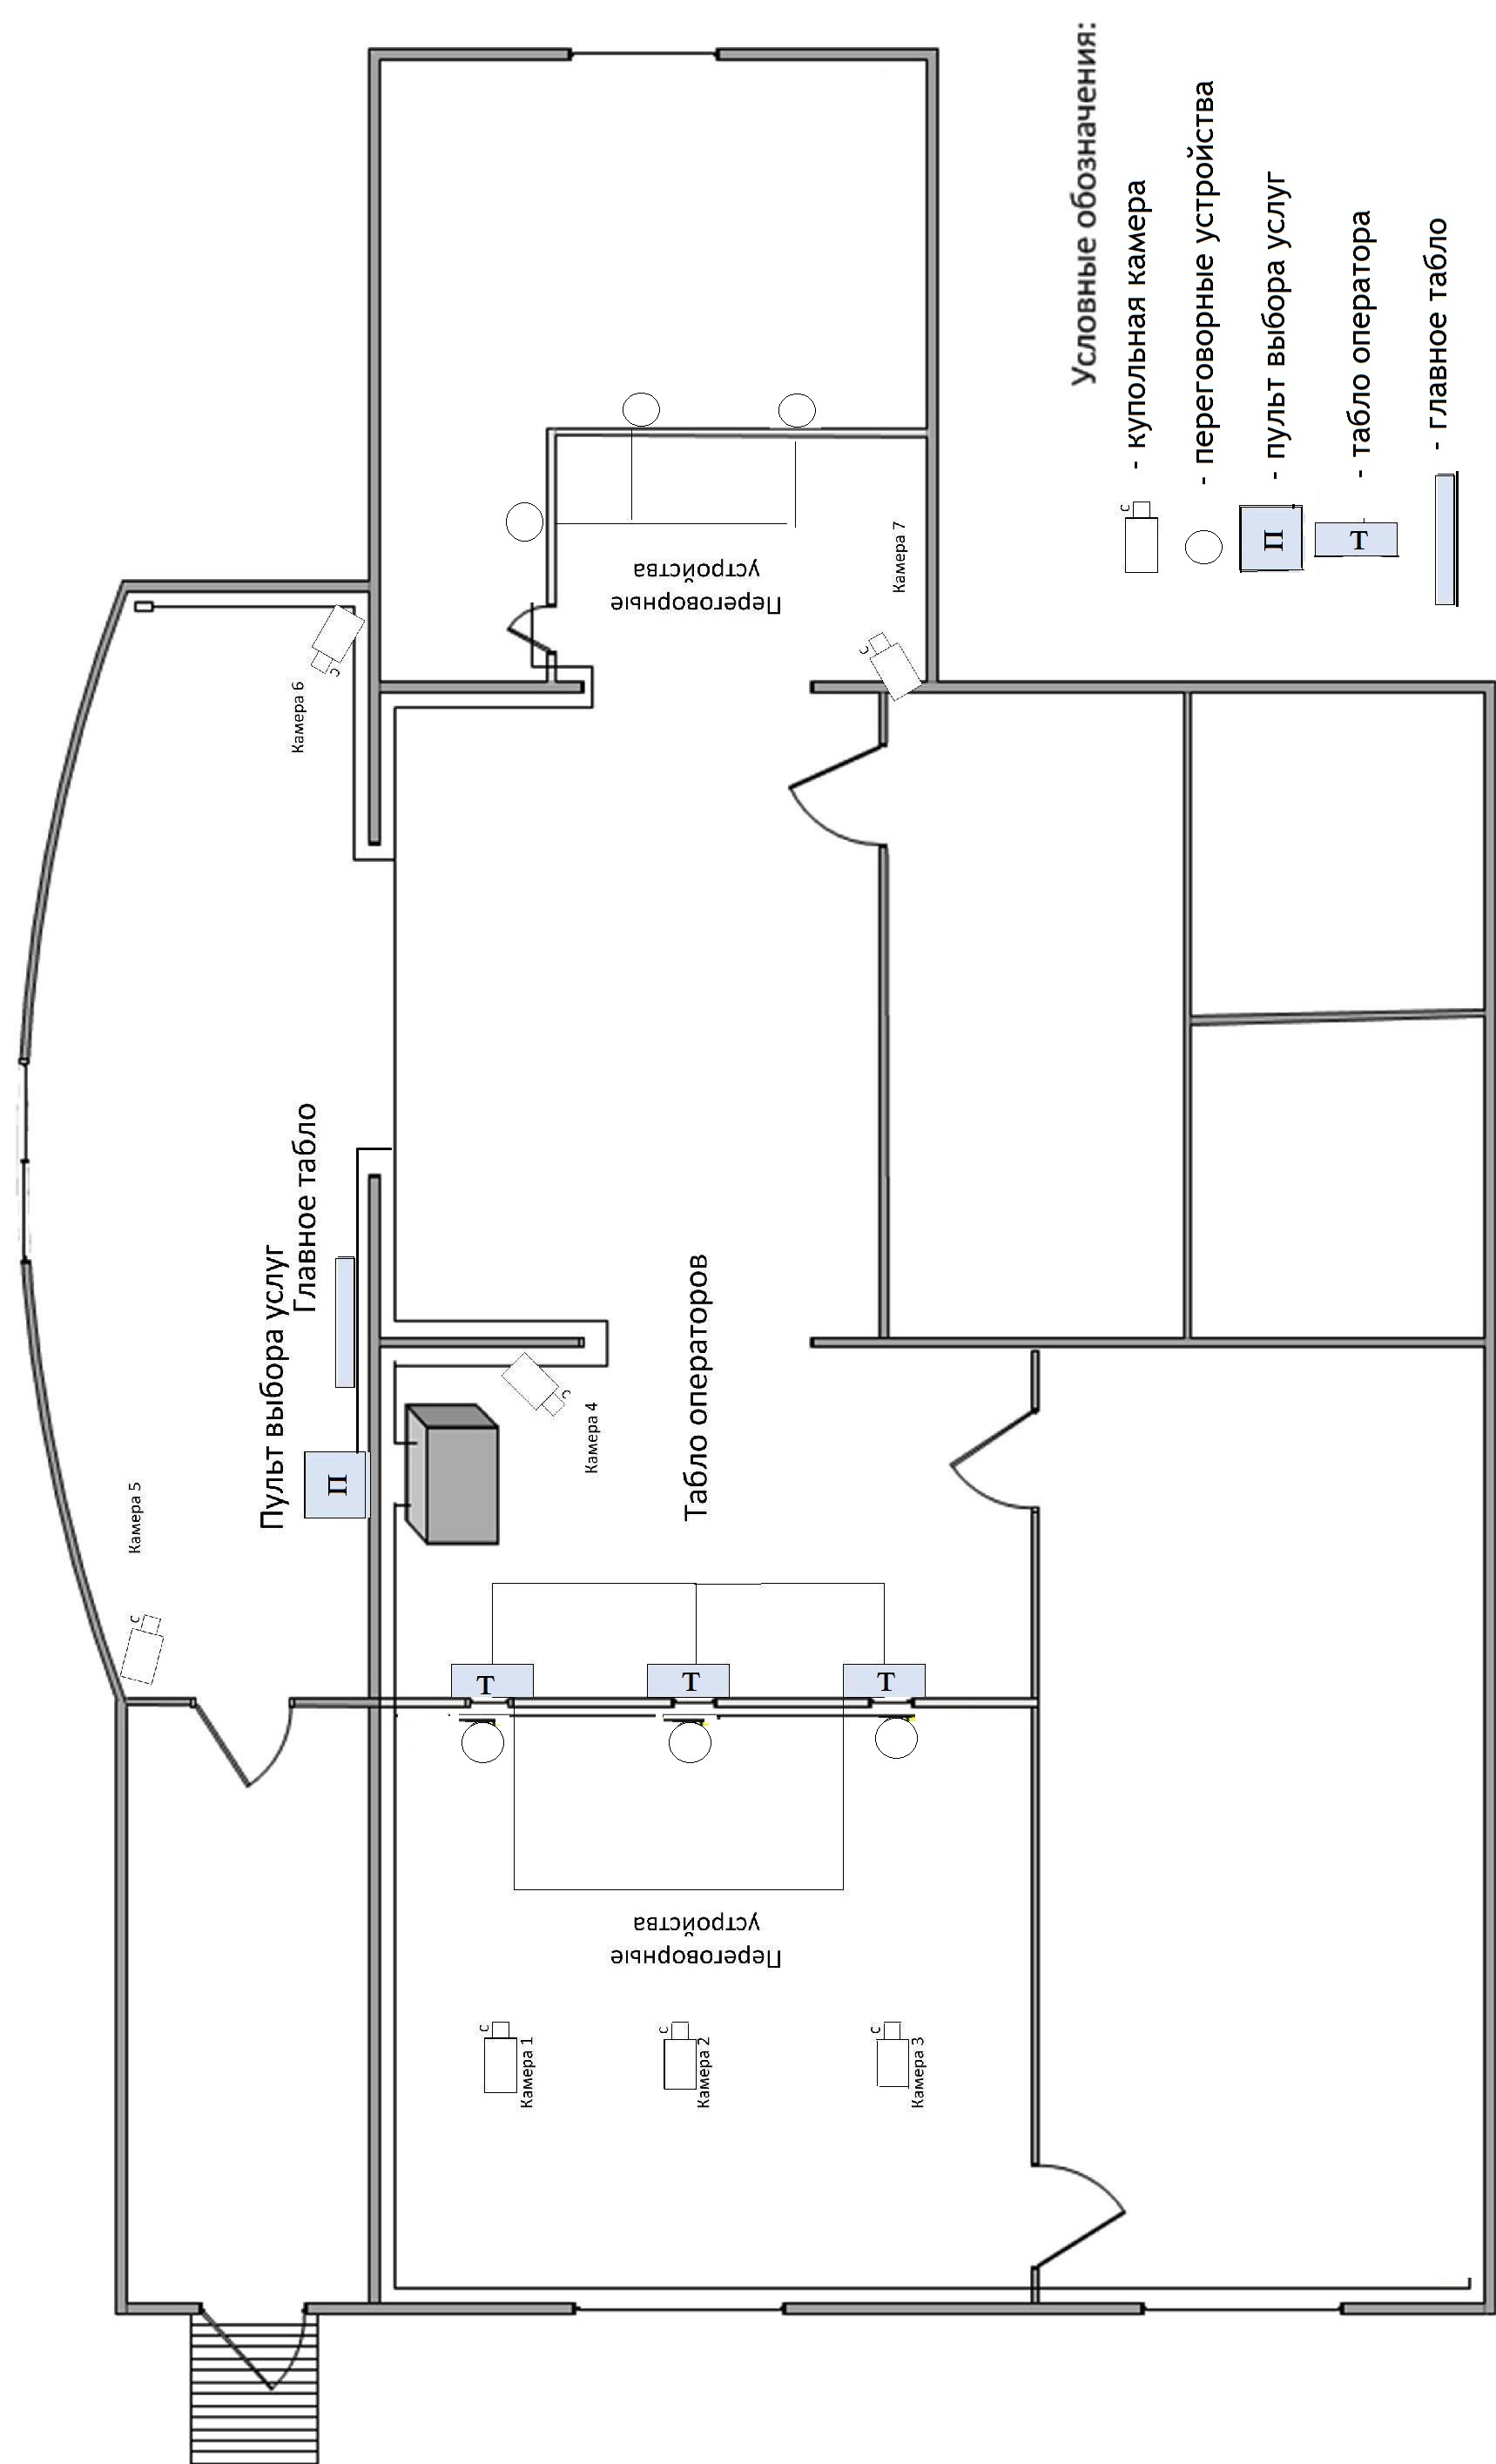 Условные обозначения:
С - купольная камера
- переговорные устройства
П - пульт выбора услуг
Т - табло оператора
- главное табло
Камера 5
Пульт выбора услуг
Главное табло
П
С
Камера 6
С
Камера 4
С
Табло операторов
Т
Т
Т
Переговорные
устройства
Камера 7
С
Переговорные
устройства
С
Камера 1
С
Камера 2
С
Камера 3
С